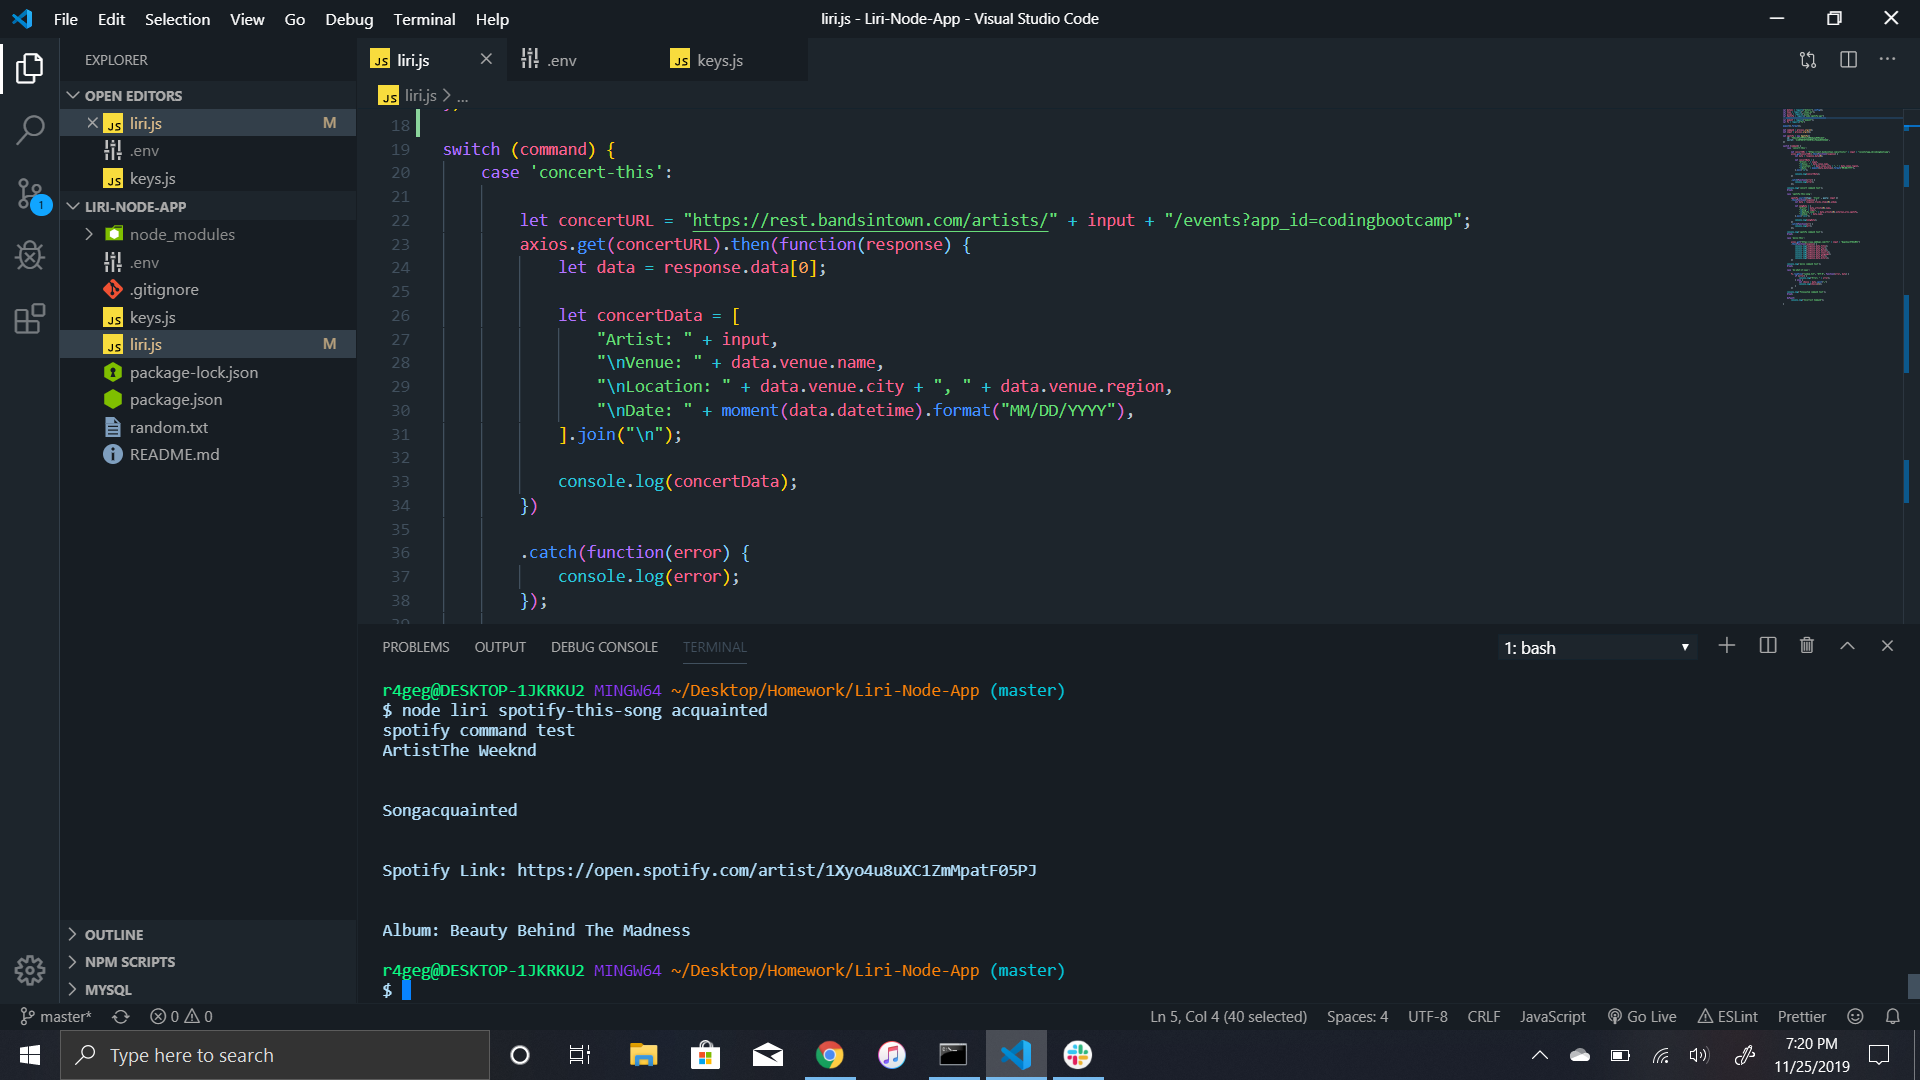 File Edit Selection View Go Debug Terminal Help
liri.js - Liri-Node-App - Visual Studio Code
EXPLORER
OPEN EDITORS
JS liri.js M
.env
JS keys.js
LIRI-NODE-APP
node_modules
.env
.gitignore
JS keys.js
JS liri.js M
package-lock.json
package.json
random.txt
README.md
OUTLINE
NPM SCRIPTS
MYSQL
1
JS liri.js
.env
JS keys.js
JS liri.js > ...
18
19 switch (command) {
20 case 'concert-this':
21
22 let concertURL = "https://rest.bandsintown.com/artists/" + input + "/events?app_id=codingbootcamp";
23 axios.get(concertURL).then(function(response) {
24 let data = response.data[0];
25
26 let concertData = [
27 "Artist: " + input,
28 "\nVenue: " + data.venue.name,
29 "\nLocation: " + data.venue.city + ", " + data.venue.region,
30 "\nDate: " + moment(data.datetime).format("MM/DD/YYYY"),
31 ].join("\n");
32
33 console.log(concertData);
34 })
35
36 .catch(function(error) {
37 console.log(error);
38 });
PROBLEMS OUTPUT DEBUG CONSOLE TERMINAL
1: bash
r4geg@DESKTOP-1JKRKU2 MINGW64 ~/Desktop/Homework/Liri-Node-App (master)
$ node liri spotify-this-song acquainted
spotify command test
ArtistThe Weeknd
Songacquainted
Spotify Link: https://open.spotify.com/artist/1Xyo4u8uXC1ZmMpatF05PJ
Album: Beauty Behind The Madness
r4geg@DESKTOP-1JKRKU2 MINGW64 ~/Desktop/Homework/Liri-Node-App (master)
$
master* 0 0
Ln 5, Col 4 (40 selected) Spaces: 4 UTF-8 CRLF JavaScript Go Live ESLint Prettier
Type here to search
7:20 PM
11/25/2019